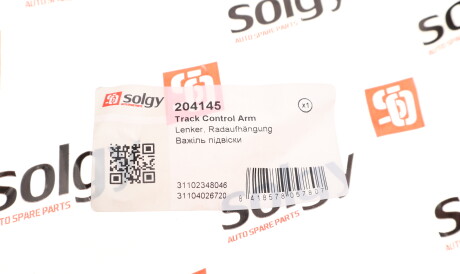 solgy
AUTO SPARE PARTS
solgy
204145
Track Control Arm
Lenker, Radaufhängung
Важіль підвіски
x1
31102348046
31104026720
solgy
AUTO SPARE PARTS
solgy
AUTO SPARE PARTS